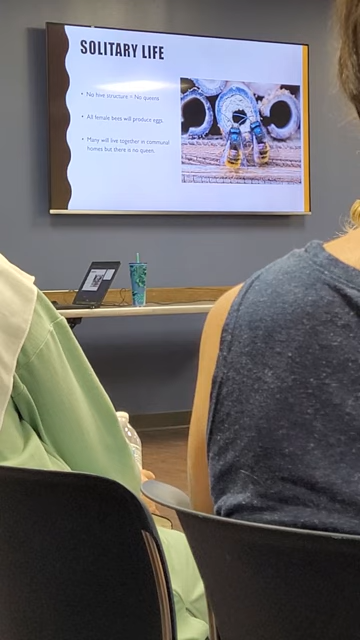 SOLITARY LIFE
• No hive structure = No queens
• All female bees will produce eggs
• Many will live together in communal
homes but there is no queen.